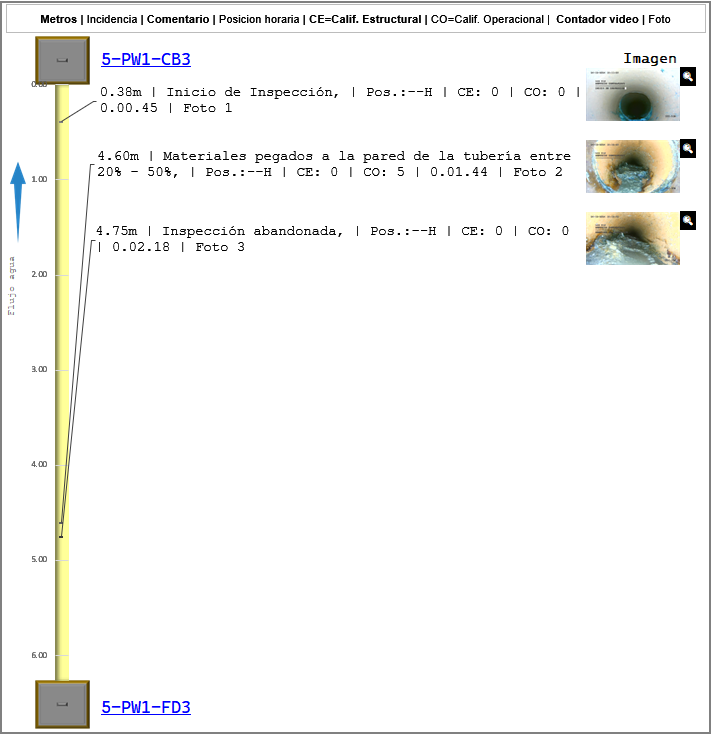 Metros | Incidencia | Comentario | Posicion horaria | CE=Calif. Estructural | CO=Calif. Operacional | Contador video | Foto
5-PW1-CB3
Imagen
0.00
0.38m | Inicio de Inspección, | Pos.:--H | CE: 0 | CO: 0 |
0.00.45 | Foto 1
4.60m | Materiales pegados a la pared de la tubería entre
20% - 50%, | Pos.:--H | CE: 0 | CO: 5 | 0.01.44 | Foto 2
1.00
4.75m | Inspección abandonada, | Pos.:--H | CE: 0 | CO: 0
| 0.02.18 | Foto 3
Flujo agua
2.00
3.00
4.00
5.00
6.00
5-PW1-FD3